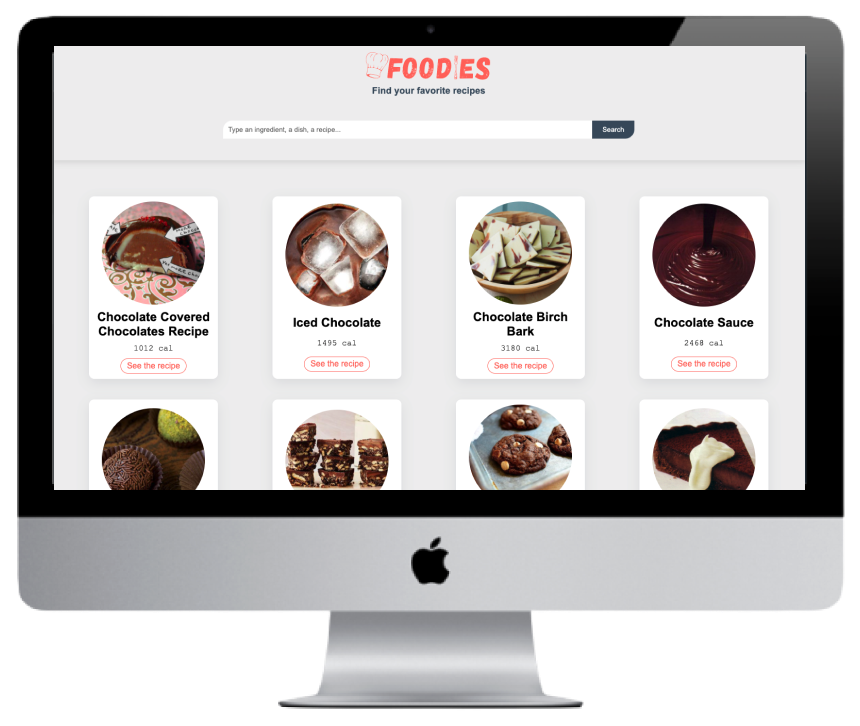 FOODIES
Find your favorite recipes
Type an ingredient, a dish, a recipe...
Search
Chocolate Covered
Chocolates Recipe
1012 cal
See the recipe
Iced Chocolate
1495 cal
See the recipe
Chocolate Birch
Bark
3180 cal
See the recipe
Chocolate Sauce
2468 cal
See the recipe